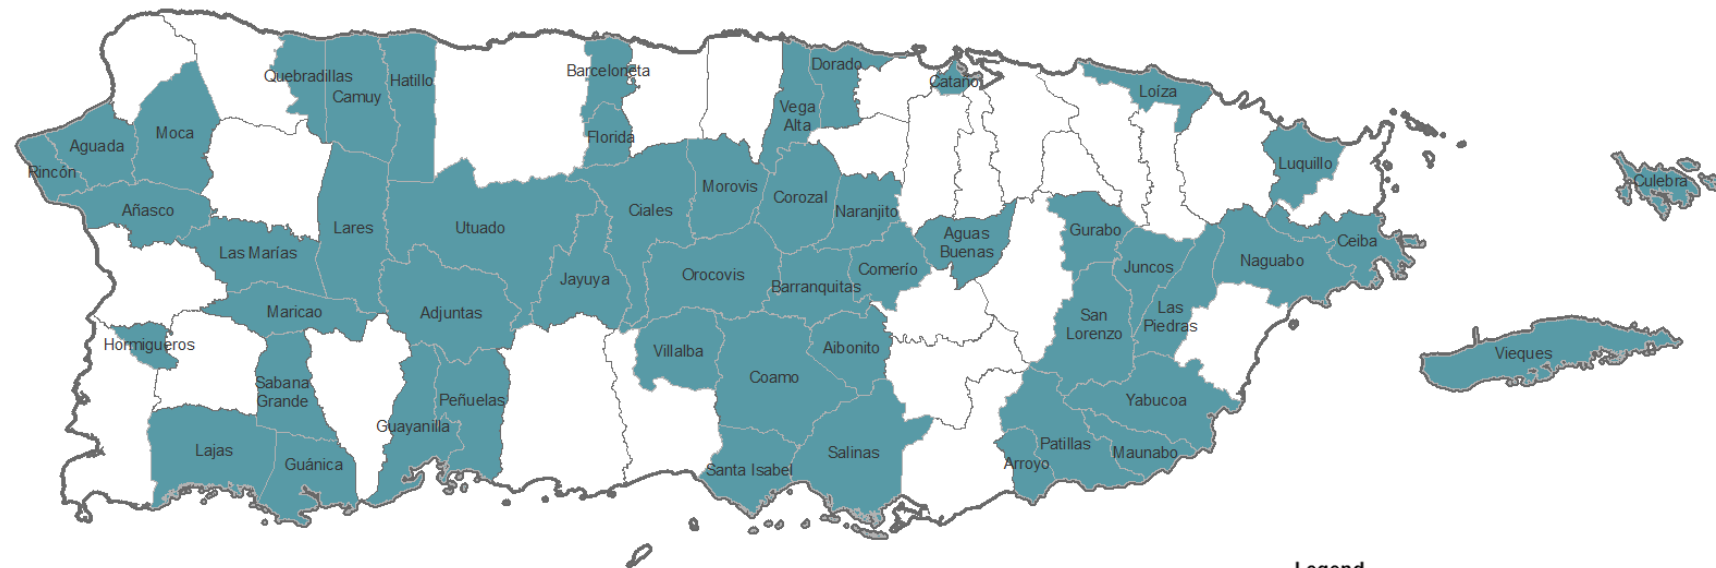 Quebradillas
Camuy
Hatillo
Barceloneta
Dorado
Cataño
Loíza
Vega
Alta
Florida
Moca
Aguada
Rincón
Luquillo
Culebra
Añasco
Morovis
Corozal
Naranjito
Ciales
Lares
Utuado
Las Marías
Aguas
Buenas
Gurabo
Ceiba
Naguabo
Juncos
Comerío
Barranquitas
Orocovis
Jayuya
Adjuntas
Maricao
Las
Piedras
San
Lorenzo
Hormigueros
Villalba
Aibonito
Vieques
Coamo
Sabana
Grande
Peñuelas
Yabucoa
Guayanilla
Lajas
Guánica
Santa Isabel
Salinas
Patillas
Arroyo
Maunabo
Legend